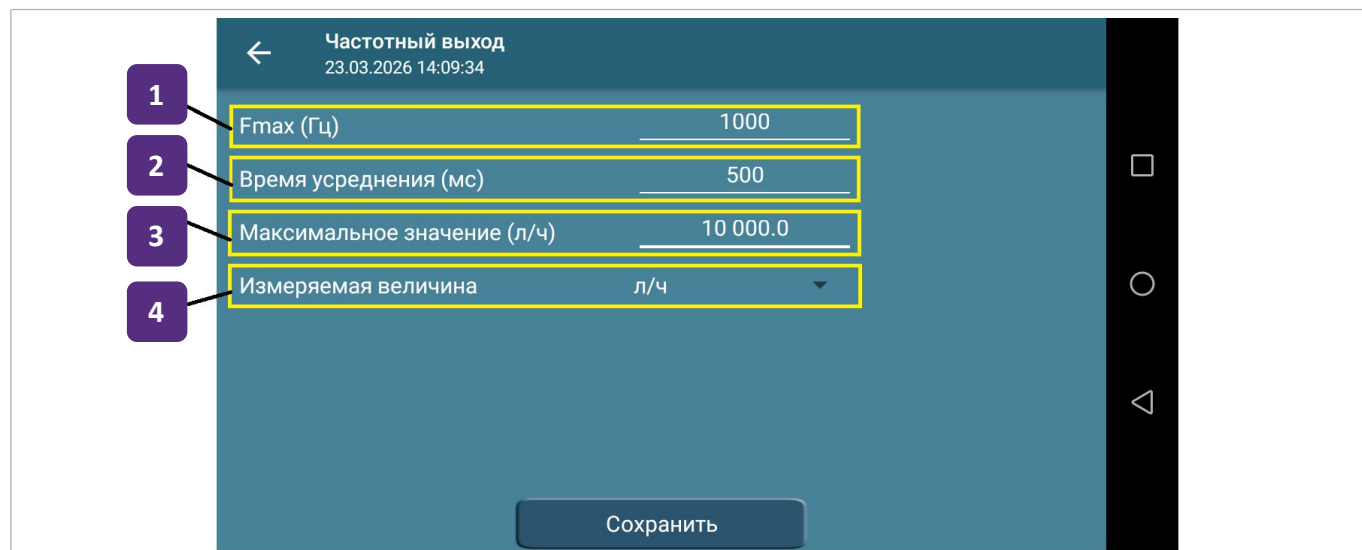 Частотный выход
23.03.2026 14:09:34
1
Fmax (Гц) 1000
2
Время усреднения (мс) 500
3
Максимальное значение (л/ч) 10 000.0
4
Измеряемая величина л/ч
Сохранить